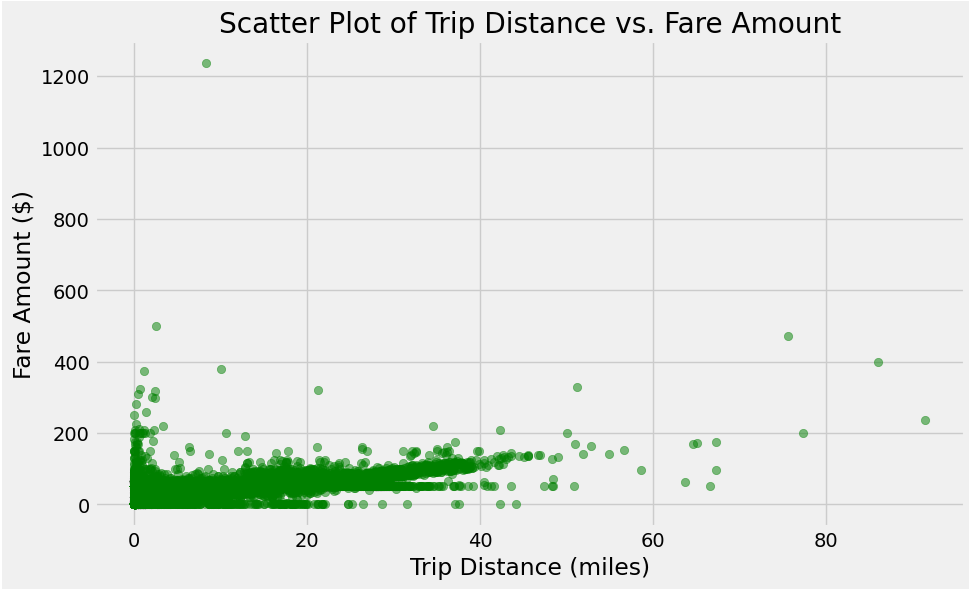 Scatter Plot of Trip Distance vs. Fare Amount
1200
1000
800
600
400
200
0
Fare Amount ($)
0 20 40 60 80
Trip Distance (miles)